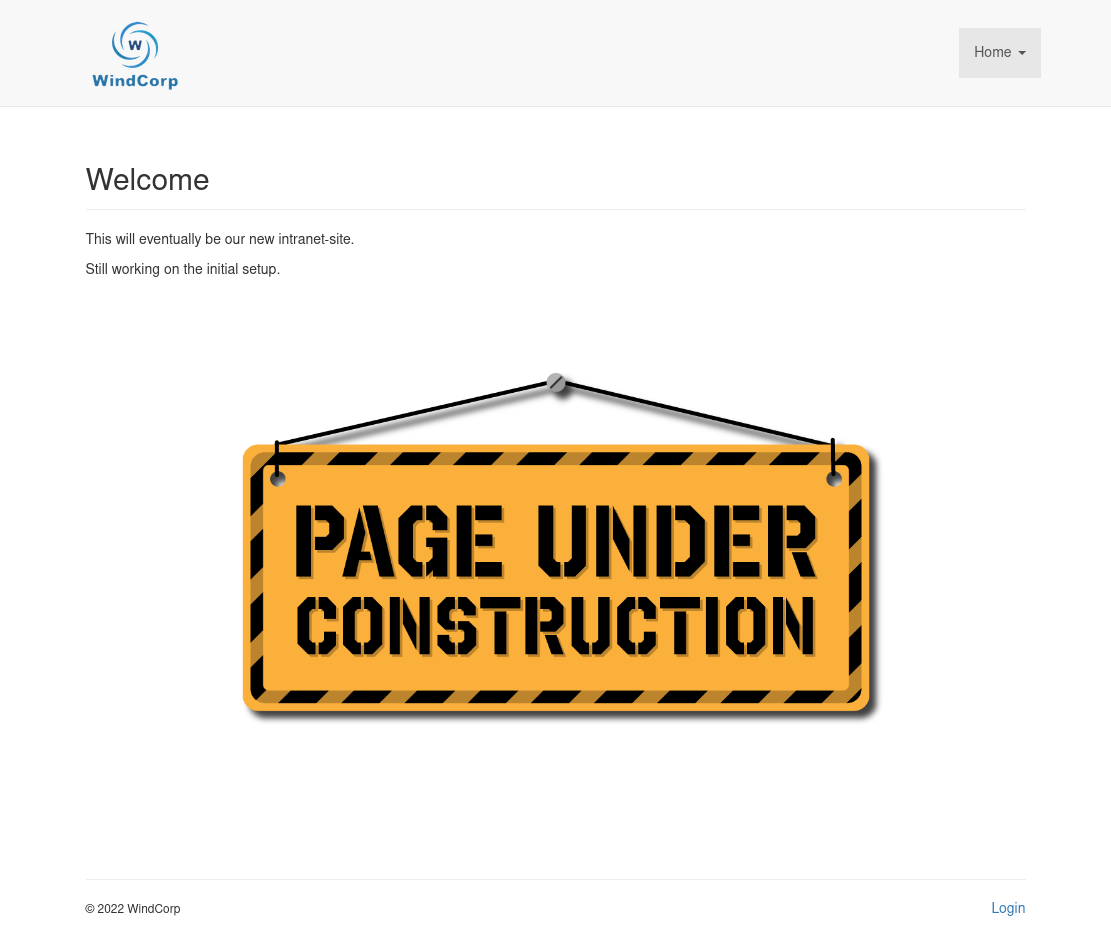 W
WindCorp
Home
Welcome
This will eventually be our new intranet-site.
Still working on the initial setup.
PAGE UNDER
CONSTRUCTION
© 2022 WindCorp
Login